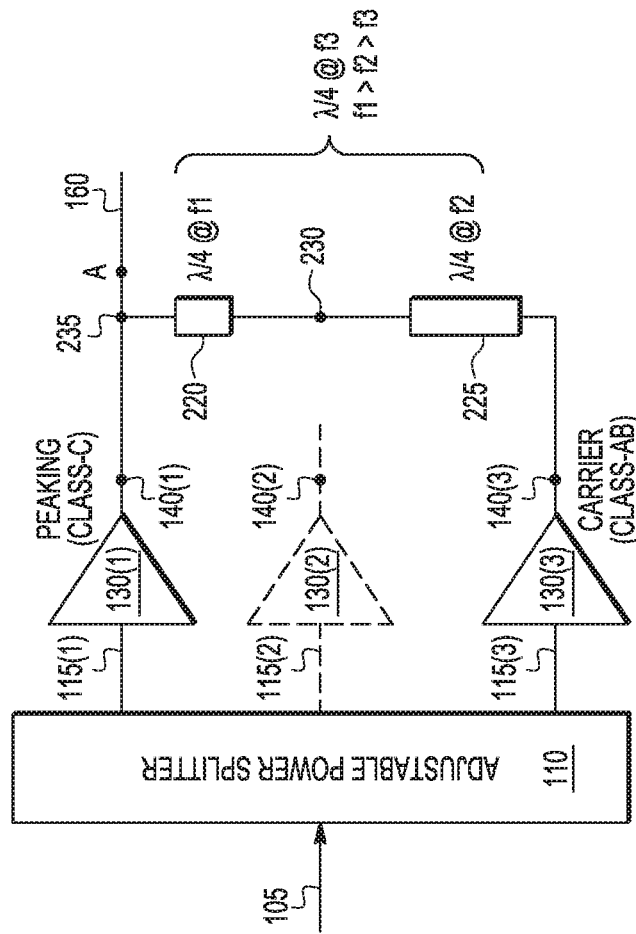 105
ADJUSTABLE POWER SPLITTER
110
115(1)
115(2)
115(3)
PEAKING
(CLASS-C)
130(1)
130(2)
130(3)
140(1)
140(2)
140(3)
CARRIER
(CLASS-AB)
235
A
160
220
λ/4 @ f1
230
225
λ/4 @ f2
λ/4 @ f3
f1 > f2 > f3